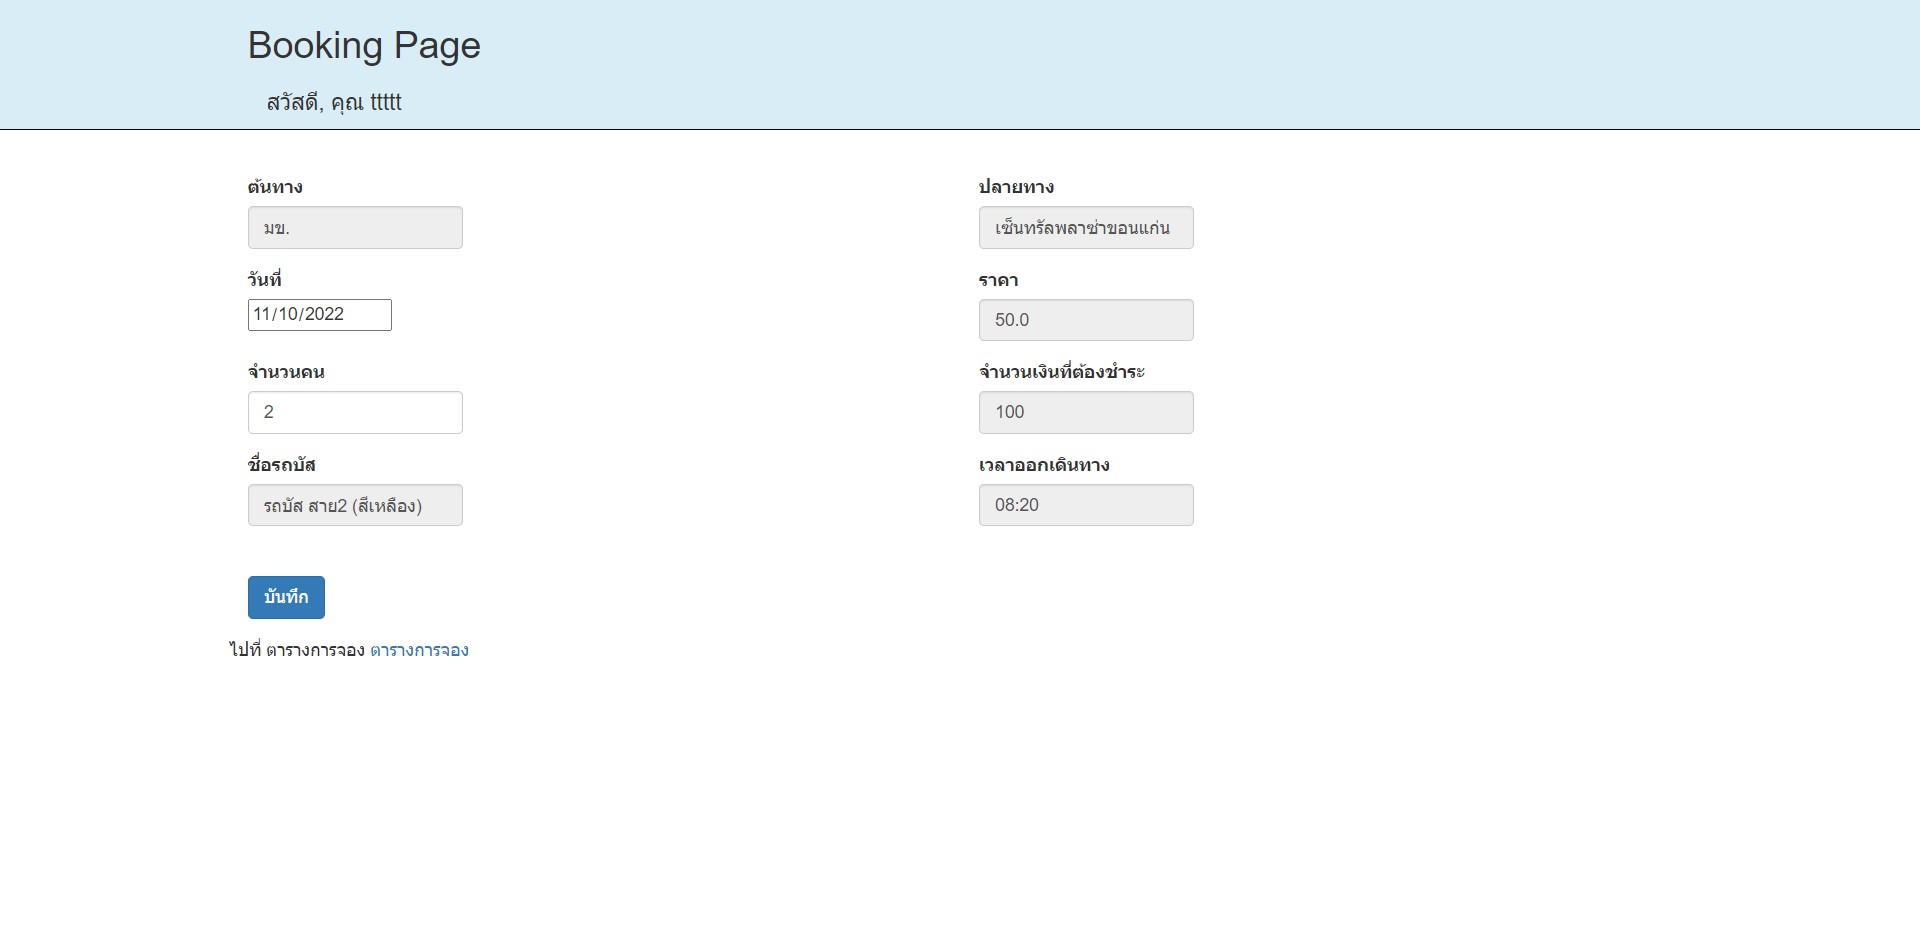 Booking Page
สวัสดี, คุณ ttttt
ต้นทาง
ปลายทาง
มข.
เซ็นทรัลพลาซ่าขอนแก่น
วันที่
ราคา
11/10/2022
50.0
จำนวนคน
จำนวนเงินที่ต้องชำระ
2
100
ชื่อรถบัส
เวลาออกเดินทาง
รถบัส สาย2 (สีเหลือง)
08:20
บันทึก
ไปที่ ตารางการจอง ตารางการจอง